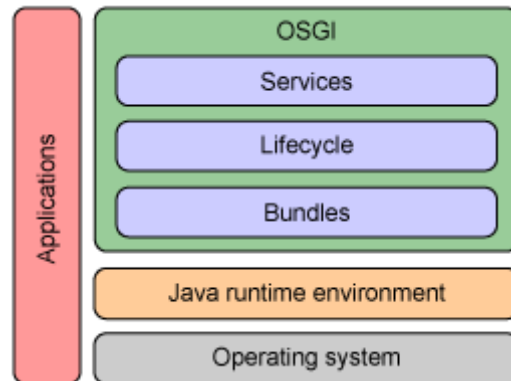 Applications
OSGI
Services
Lifecycle
Bundles
Java runtime environment
Operating system